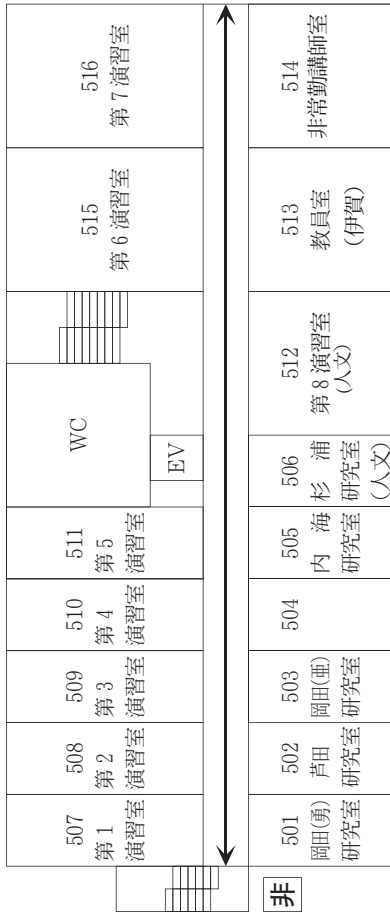 507
第1
演習室
508
第2
演習室
509
第3
演習室
510
第4
演習室
511
第5
演習室
WC
EV
515
第6演習室
516
第7演習室
501
岡田(勇)
研究室
502
芦田
研究室
503
岡田(亜)
研究室
504
505
内 海
研究室
506
杉 浦
研究室
(人文)
512
第8演習室
(人文)
513
教員室
(伊賀)
514
非常勤講師室
非